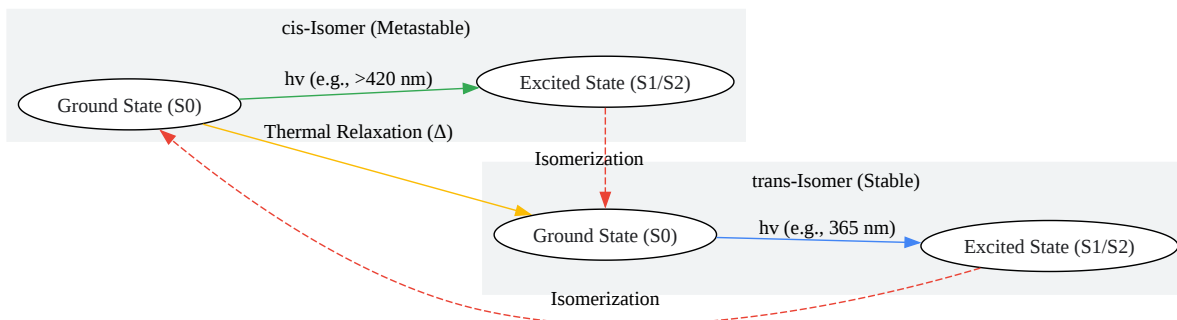 cis-Isomer (Metastable)
hv (e.g., >420 nm)
Excited State (S1/S2)
Ground State (S0)
Thermal Relaxation (Δ)
Isomerization
trans-Isomer (Stable)
hv (e.g., 365 nm)
Ground State (S0)
Excited State (S1/S2)
Isomerization